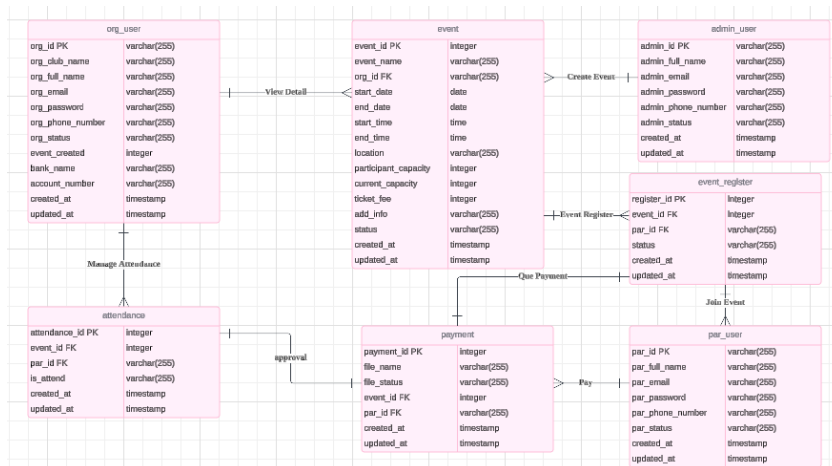 org_user
org_id PK varchar(255)
org_club_name varchar(255)
org_full_name varchar(255)
org_email varchar(255)
org_password varchar(255)
org_phone_number varchar(255)
org_status varchar(255)
event_created integer
bank_name varchar(255)
account_number varchar(255)
created_at timestamp
updated_at timestamp
View Detail
event
event_id PK integer
event_name varchar(255)
org_id FK varchar(255)
start_date date
end_date date
start_time time
end_time time
location varchar(255)
participant_capacity integer
current_capacity integer
ticket_fee integer
add_info varchar(255)
status varchar(255)
created_at timestamp
updated_at timestamp
Create Event
admin_user
admin_id PK varchar(255)
admin_full_name varchar(255)
admin_email varchar(255)
admin_password varchar(255)
admin_phone_number varchar(255)
admin_status varchar(255)
created_at timestamp
updated_at timestamp
Event Register
event_register
register_id PK Integer
event_id FK Integer
par_id FK varchar(255)
status varchar(255)
created_at timestamp
updated_at timestamp
Manage Attendance
Que Payment
Join Event
attendance
attendance_id PK integer
event_id FK integer
par_id FK varchar(255)
is_attend varchar(255)
created_at timestamp
updated_at timestamp
approval
payment
payment_id PK integer
file_name varchar(255)
file_status varchar(255)
event_id FK integer
par_id FK varchar(255)
created_at timestamp
updated_at timestamp
Pay
par_user
par_id PK varchar(255)
par_full_name varchar(255)
par_email varchar(255)
par_password varchar(255)
par_phone_number varchar(255)
par_status varchar(255)
created_at timestamp
updated_at timestamp